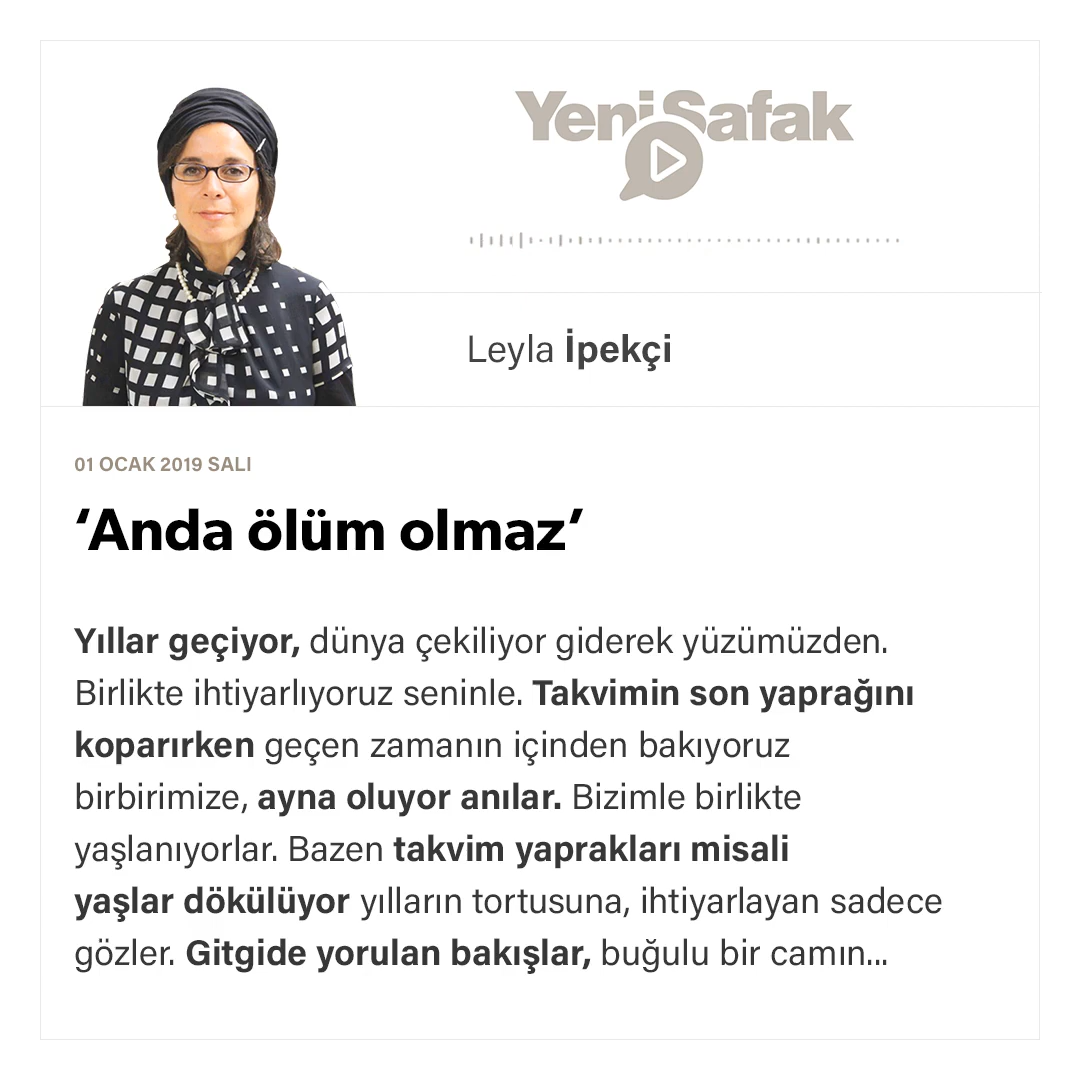 Yeni Safak
Leyla İpekçi
01 OCAK 2019 SALI
‘Anda ölüm olmaz’
Yıllar geçiyor, dünya çekiliyor giderek yüzümüzden.
Birlikte ihtiyarlıyoruz seninle. Takvimin son yaprağını
koparırken geçen zamanın içinden bakıyoruz
birbirimize, ayna oluyor anılar. Bizimle birlikte
yaşlanıyorlar. Bazen takvim yaprakları misali
yaşlar dökülüyor yılların tortusuna, ihtiyarlayan sadece
gözler. Gitgide yorulan bakışlar, buğulu bir camın...